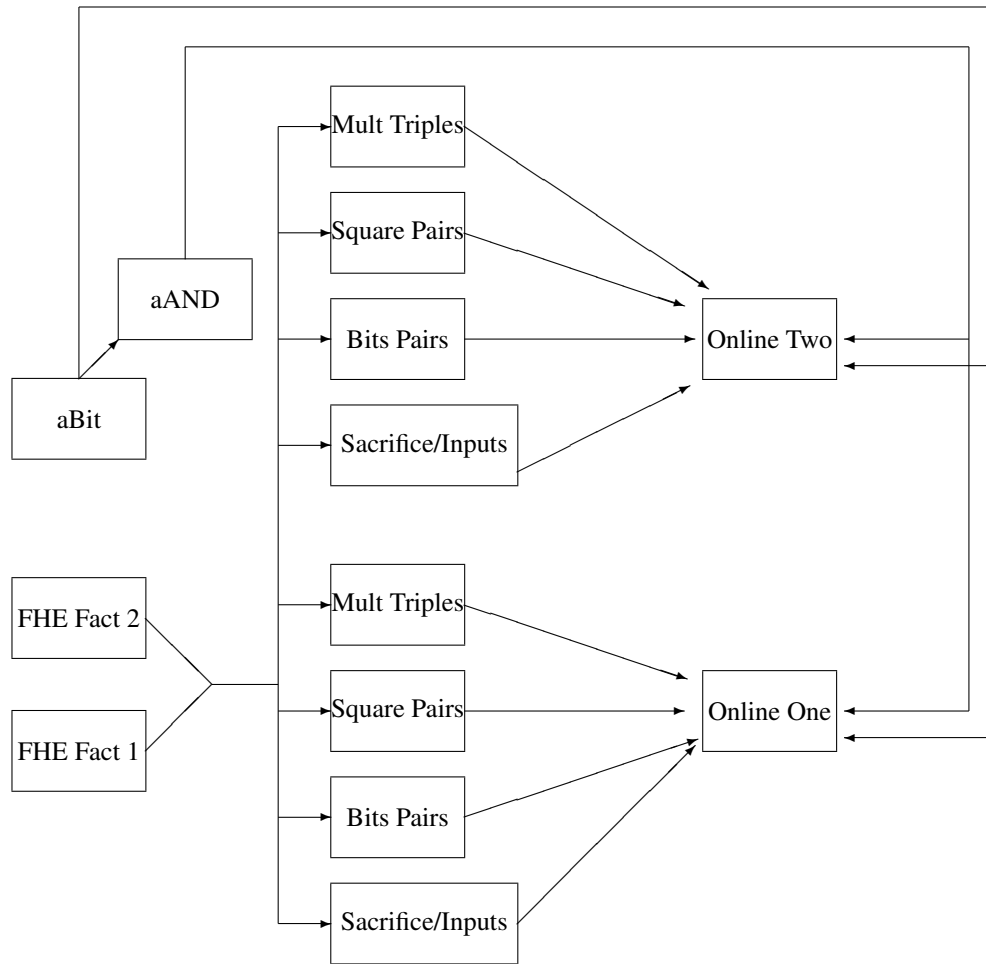 Mult Triples
Square Pairs
aAND
Bits Pairs
Online Two
aBit
Sacrifice/Inputs
Mult Triples
FHE Fact 2
Square Pairs
Online One
FHE Fact 1
Bits Pairs
Sacrifice/Inputs